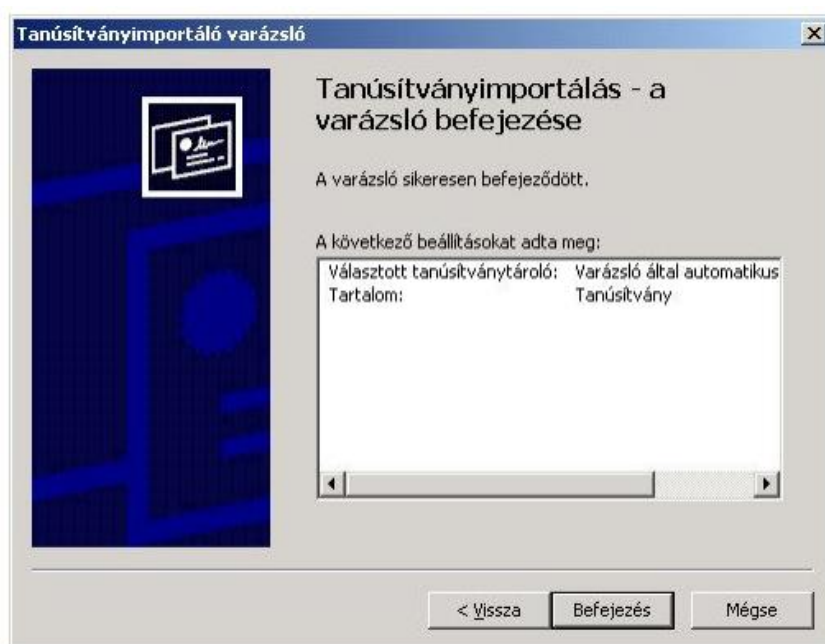 Tanúsítványimportáló varázsló
Tanúsítványimportálás - a
varázsló befejezése
A varázsló sikeresen befejeződött.
A következő beállításokat adta meg:
Választott tanúsítványtároló: Varázsló által automatikus
Tartalom: Tanúsítvány
< Vissza Befejezés Mégse